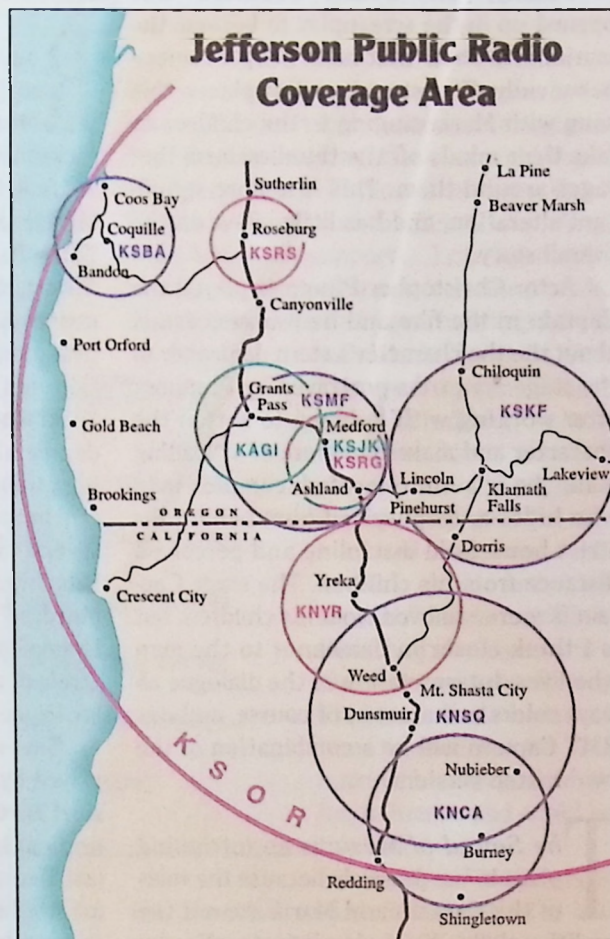 Jefferson Public Radio
Coverage Area
La Pine
Sutherlin
Beaver Marsh
Coos Bay
Coquille
KSBA
Bandon
Roseburg
KSRS
Canyonville
Port Orford
Chiloquin
Grants
Pass
KSMF
Medford
KSKF
Gold Beach
KAGI
KSJK
KSRG
Lakeview
Ashland
Lincoln
Klamath
Falls
Pinehurst
Brookings
OREGON
CALIFORNIA
Dorris
Yreka
Crescent City
KNYR
Weed
Mt. Shasta City
Dunsmuir
KNSQ
KSOR
Nubieber
KNCA
Burney
Redding
Shingletown